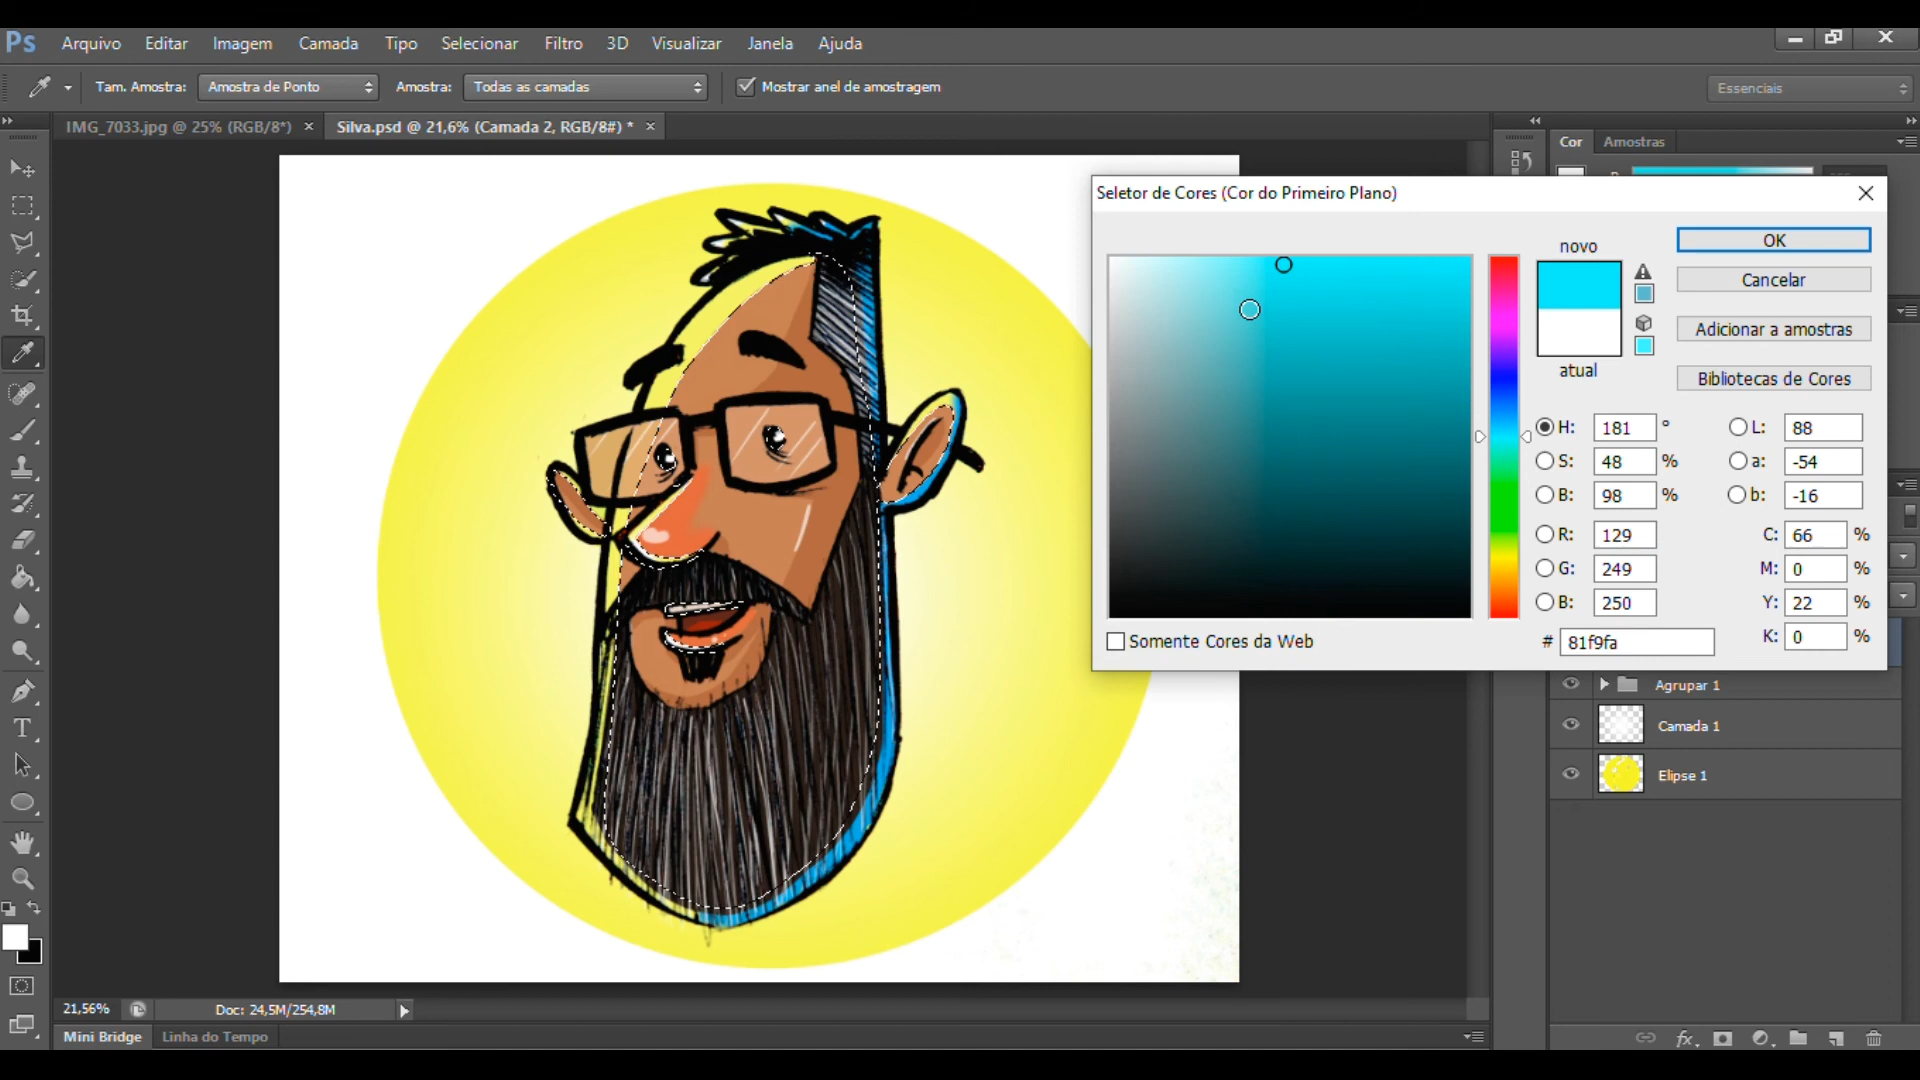 Ps Arquivo Editar Imagem Camada Tipo Selecionar Filtro 3D Visualizar Janela Ajuda
Tam. Amostra: Amostra de Ponto Amostra: Todas as camadas Mostrar anel de amostragem Essenciais
IMG_7033.jpg @ 25% (RGB/8*) × Silva.psd @ 21,6% (Camada 2, RGB/8#) * ×
Cor Amostras
Seletor de Cores (Cor do Primeiro Plano)
novo
atual
OK
Cancelar
Adicionar a amostras
Bibliotecas de Cores
H: 181 ° L: 88
S: 48 % a: -54
B: 98 % b: -16
R: 129 C: 66 %
G: 249 M: 0 %
B: 250 Y: 22 %
# 81f9fa K: 0 %
Somente Cores da Web
Agrupar 1
Camada 1
Elipse 1
21,56% Doc: 24,5M/254,8M
Mini Bridge Linha do Tempo
fx